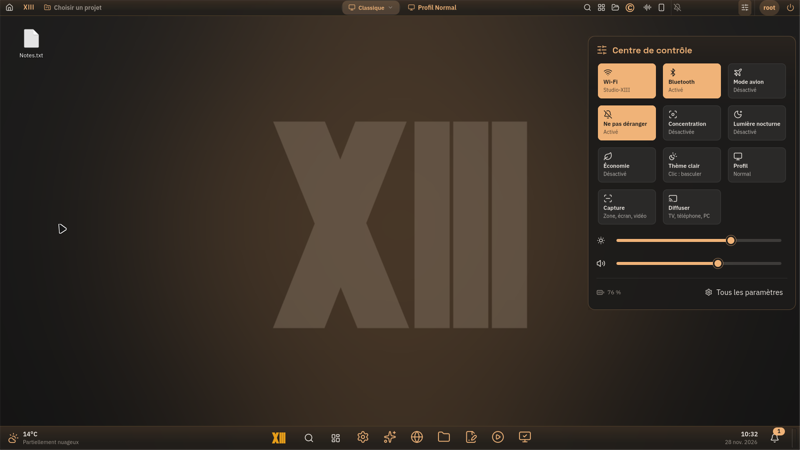 XIII
Choisir un projet
Classique
Profil Normal
root
Notes.txt
XIII
Centre de contrôle
Wi-Fi
Studio-XIII
Bluetooth
Activé
Mode avion
Désactivé
Ne pas déranger
Activé
Concentration
Désactivée
Lumière nocturne
Désactivé
Économie
Désactivé
Thème clair
Clic : basculer
Profil
Normal
Capture
Zone, écran, vidéo
Diffuser
TV, téléphone, PC
76 %
Tous les paramètres
14°C
Partiellement nuageux
XIII
10:32
28 nov. 2026
1